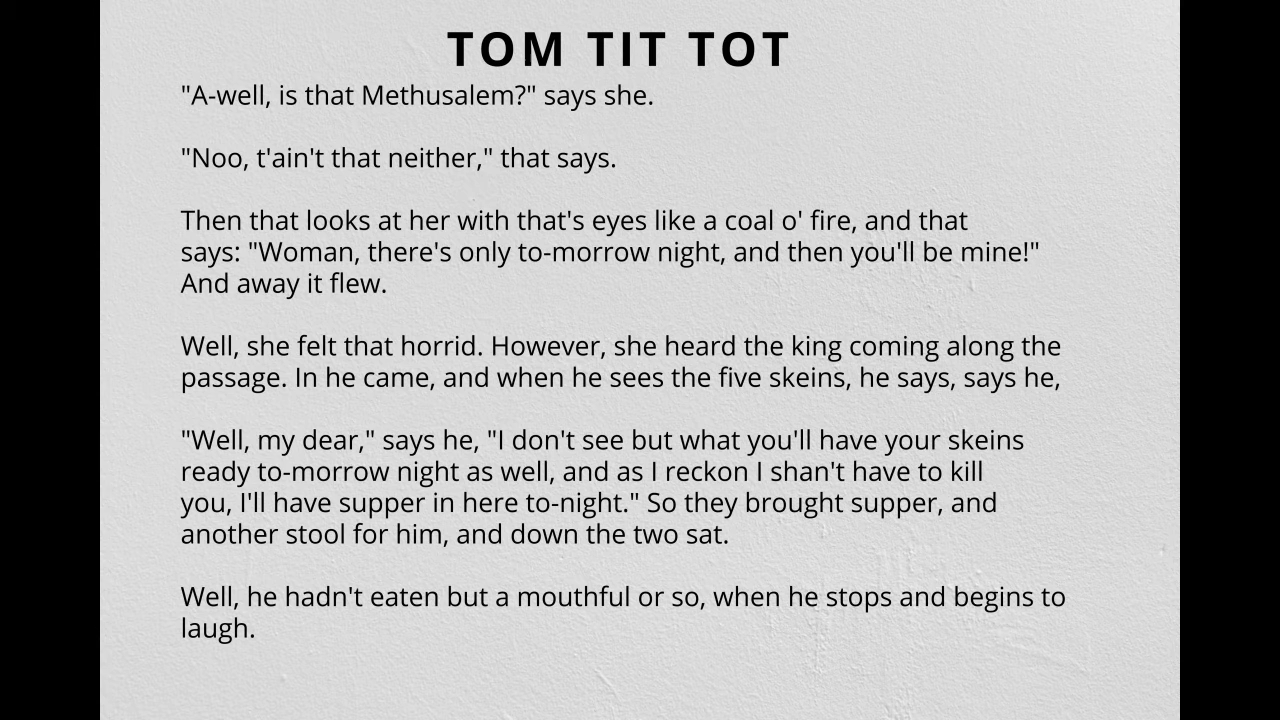 TOM TIT TOT
"A-well, is that Methusalem?" says she.
"Noo, t'ain't that neither," that says.
Then that looks at her with that's eyes like a coal o' fire, and that
says: "Woman, there's only to-morrow night, and then you'll be mine!"
And away it flew.
Well, she felt that horrid. However, she heard the king coming along the
passage. In he came, and when he sees the five skeins, he says, says he,
"Well, my dear," says he, "I don't see but what you'll have your skeins
ready to-morrow night as well, and as I reckon I shan't have to kill
you, I'll have supper in here to-night." So they brought supper, and
another stool for him, and down the two sat.
Well, he hadn't eaten but a mouthful or so, when he stops and begins to
laugh.